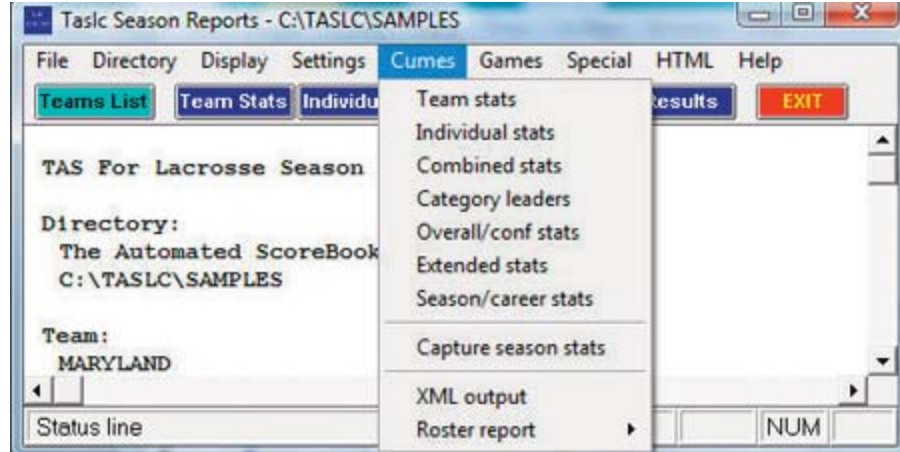 Taslc Season Reports - C:\TASLC\SAMPLES
File Directory Display Settings Cumes Games Special HTML Help
Teams List Team Stats Individu esults EXIT
Team stats
Individual stats
Combined stats
Category leaders
Overall/conf stats
Extended stats
Season/career stats
Capture season stats
XML output
Roster report
TAS For Lacrosse Season
Directory:
The Automated ScoreBook
C:\TASLC\SAMPLES
Team:
MARYLAND
Status line NUM